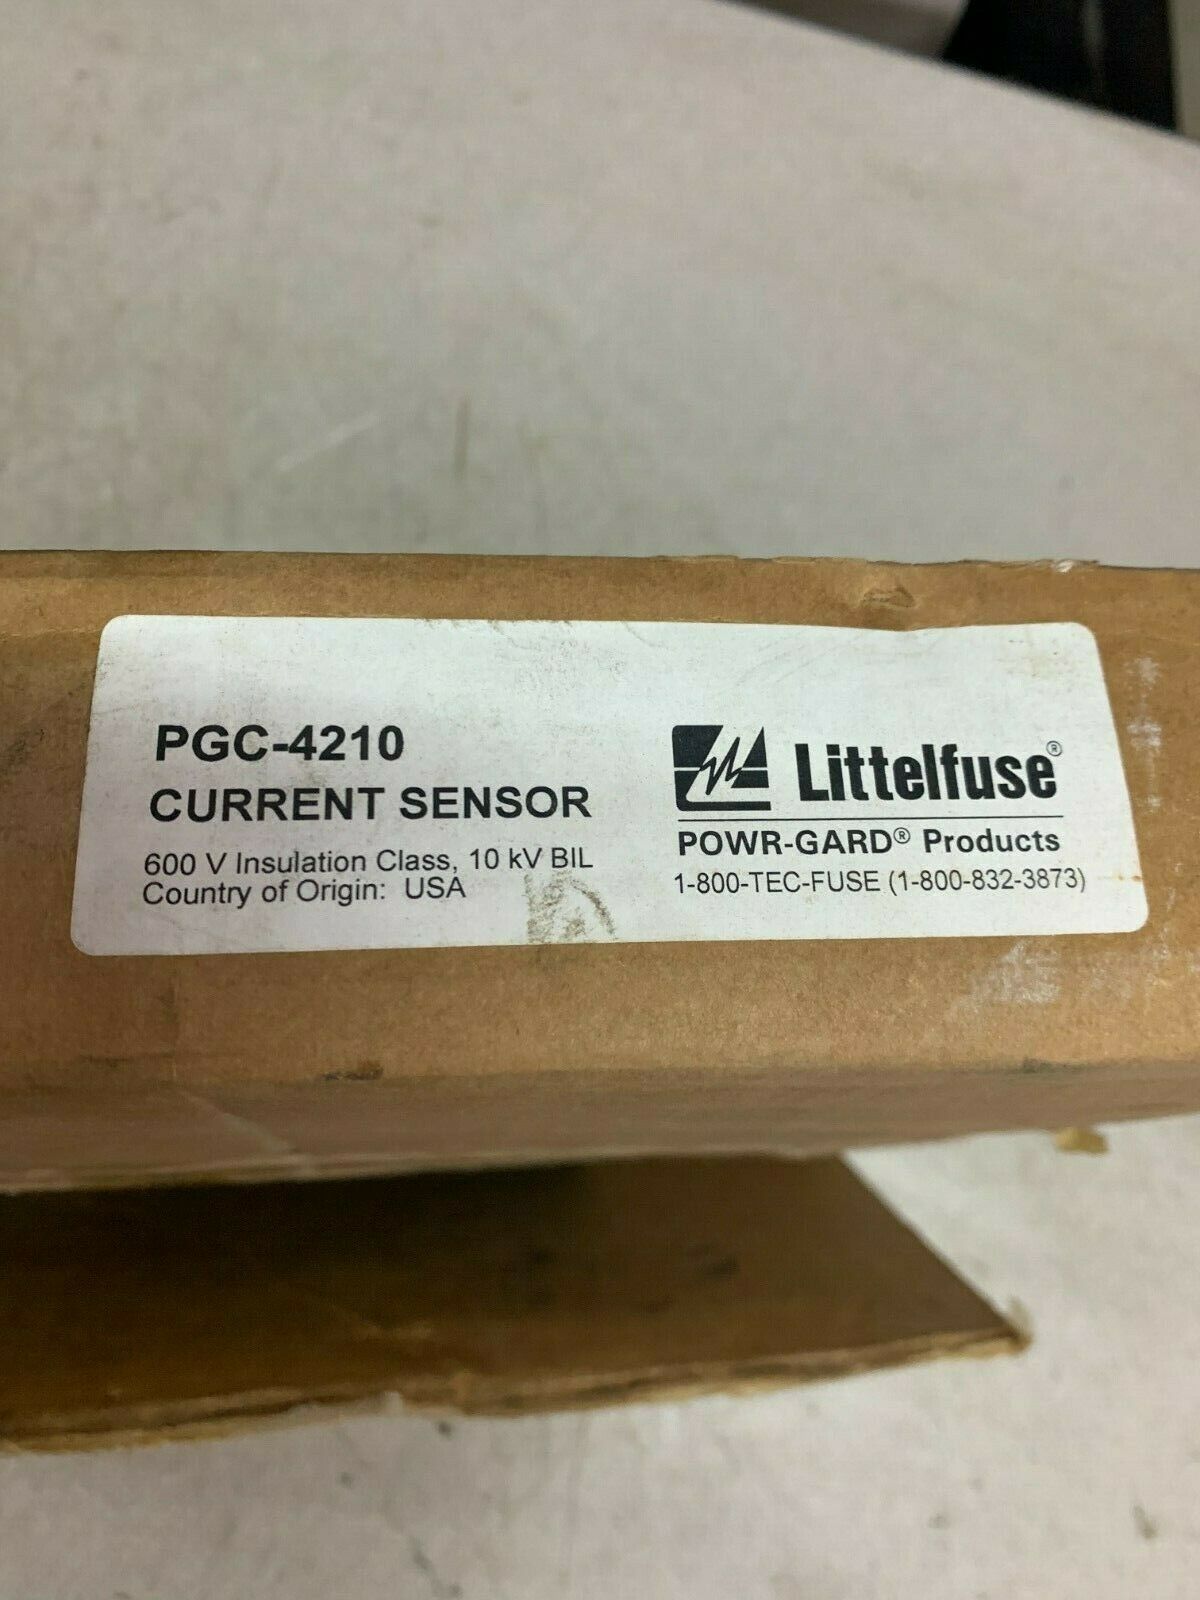 PGC-4210
CURRENT SENSOR
600 V Insulation Class, 10 kV BIL
Country of Origin: USA
Littelfuse®
POWR-GARD® Products
1-800-TEC-FUSE (1-800-832-3873)